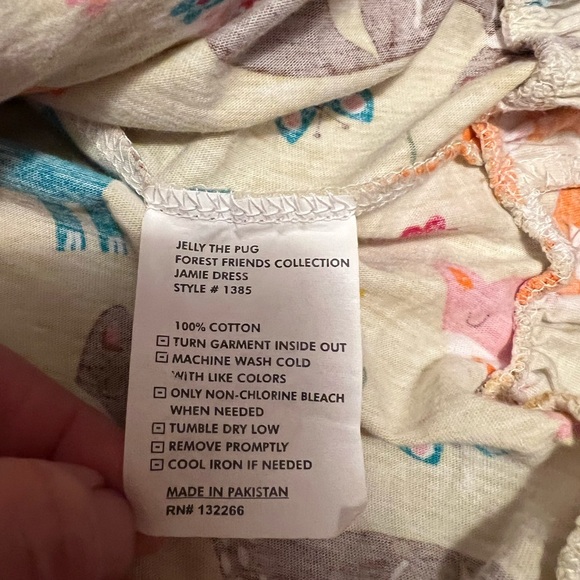 JELLY THE PUG
FOREST FRIENDS COLLECTION
JAMIE DRESS
STYLE # 1385
100% COTTON
TURN GARMENT INSIDE OUT
MACHINE WASH COLD
WITH LIKE COLORS
ONLY NON-CHLORINE BLEACH
WHEN NEEDED
TUMBLE DRY LOW
REMOVE PROMPTLY
COOL IRON IF NEEDED
MADE IN PAKISTAN
RN# 132266